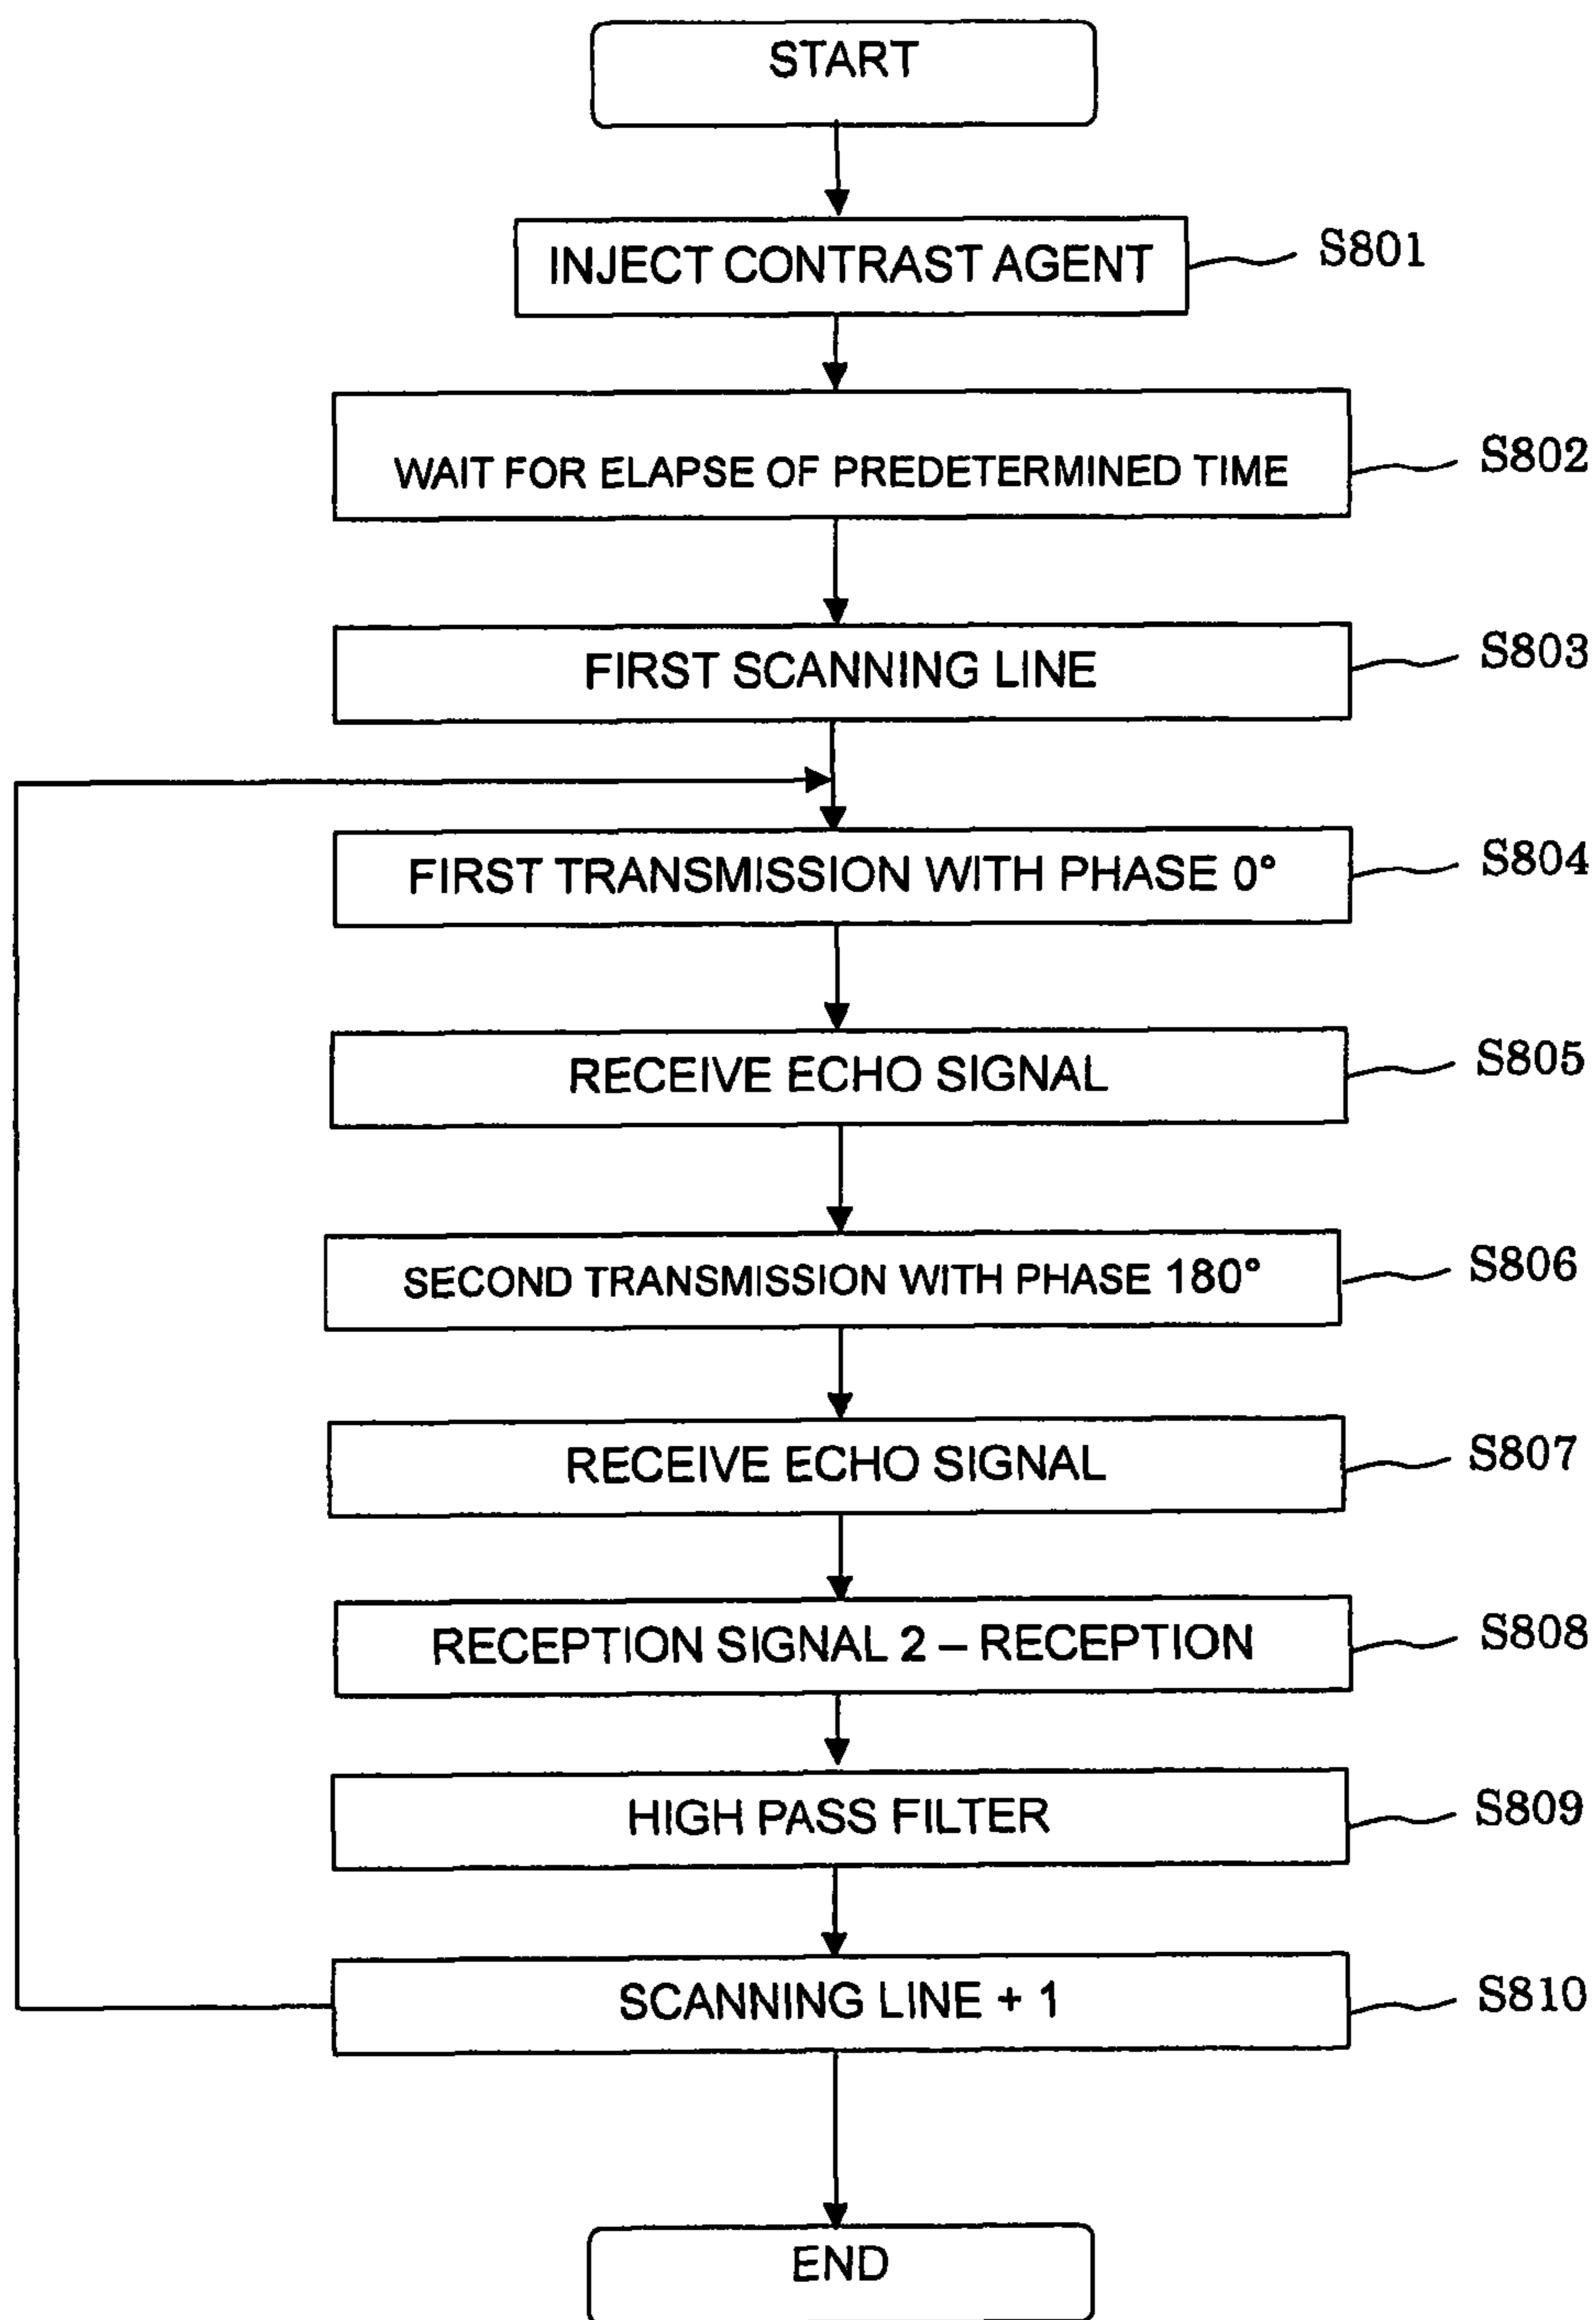 START
INJECT CONTRAST AGENT
S801
WAIT FOR ELAPSE OF PREDETERMINED TIME
S802
FIRST SCANNING LINE
S803
FIRST TRANSMISSION WITH PHASE 0°
S804
RECEIVE ECHO SIGNAL
S805
SECOND TRANSMISSION WITH PHASE 180°
S806
RECEIVE ECHO SIGNAL
S807
RECEPTION SIGNAL 2 – RECEPTION
S808
HIGH PASS FILTER
S809
SCANNING LINE + 1
S810
END